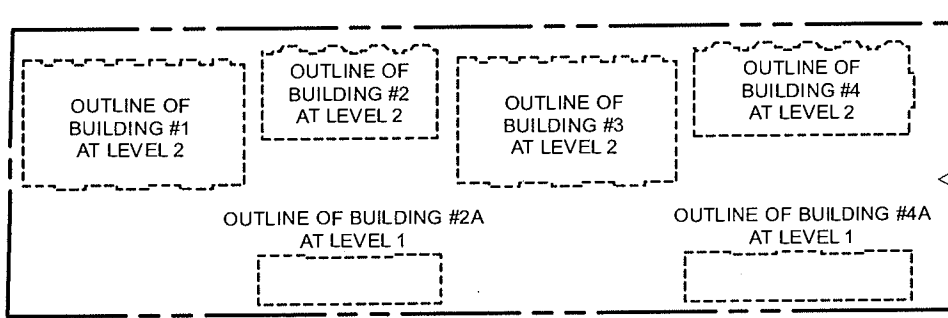 OUTLINE OF
BUILDING #1
AT LEVEL 2
OUTLINE OF
BUILDING #2
AT LEVEL 2
OUTLINE OF
BUILDING #3
AT LEVEL 2
OUTLINE OF
BUILDING #4
AT LEVEL 2
OUTLINE OF BUILDING #2A
AT LEVEL 1
OUTLINE OF BUILDING #4A
AT LEVEL 1